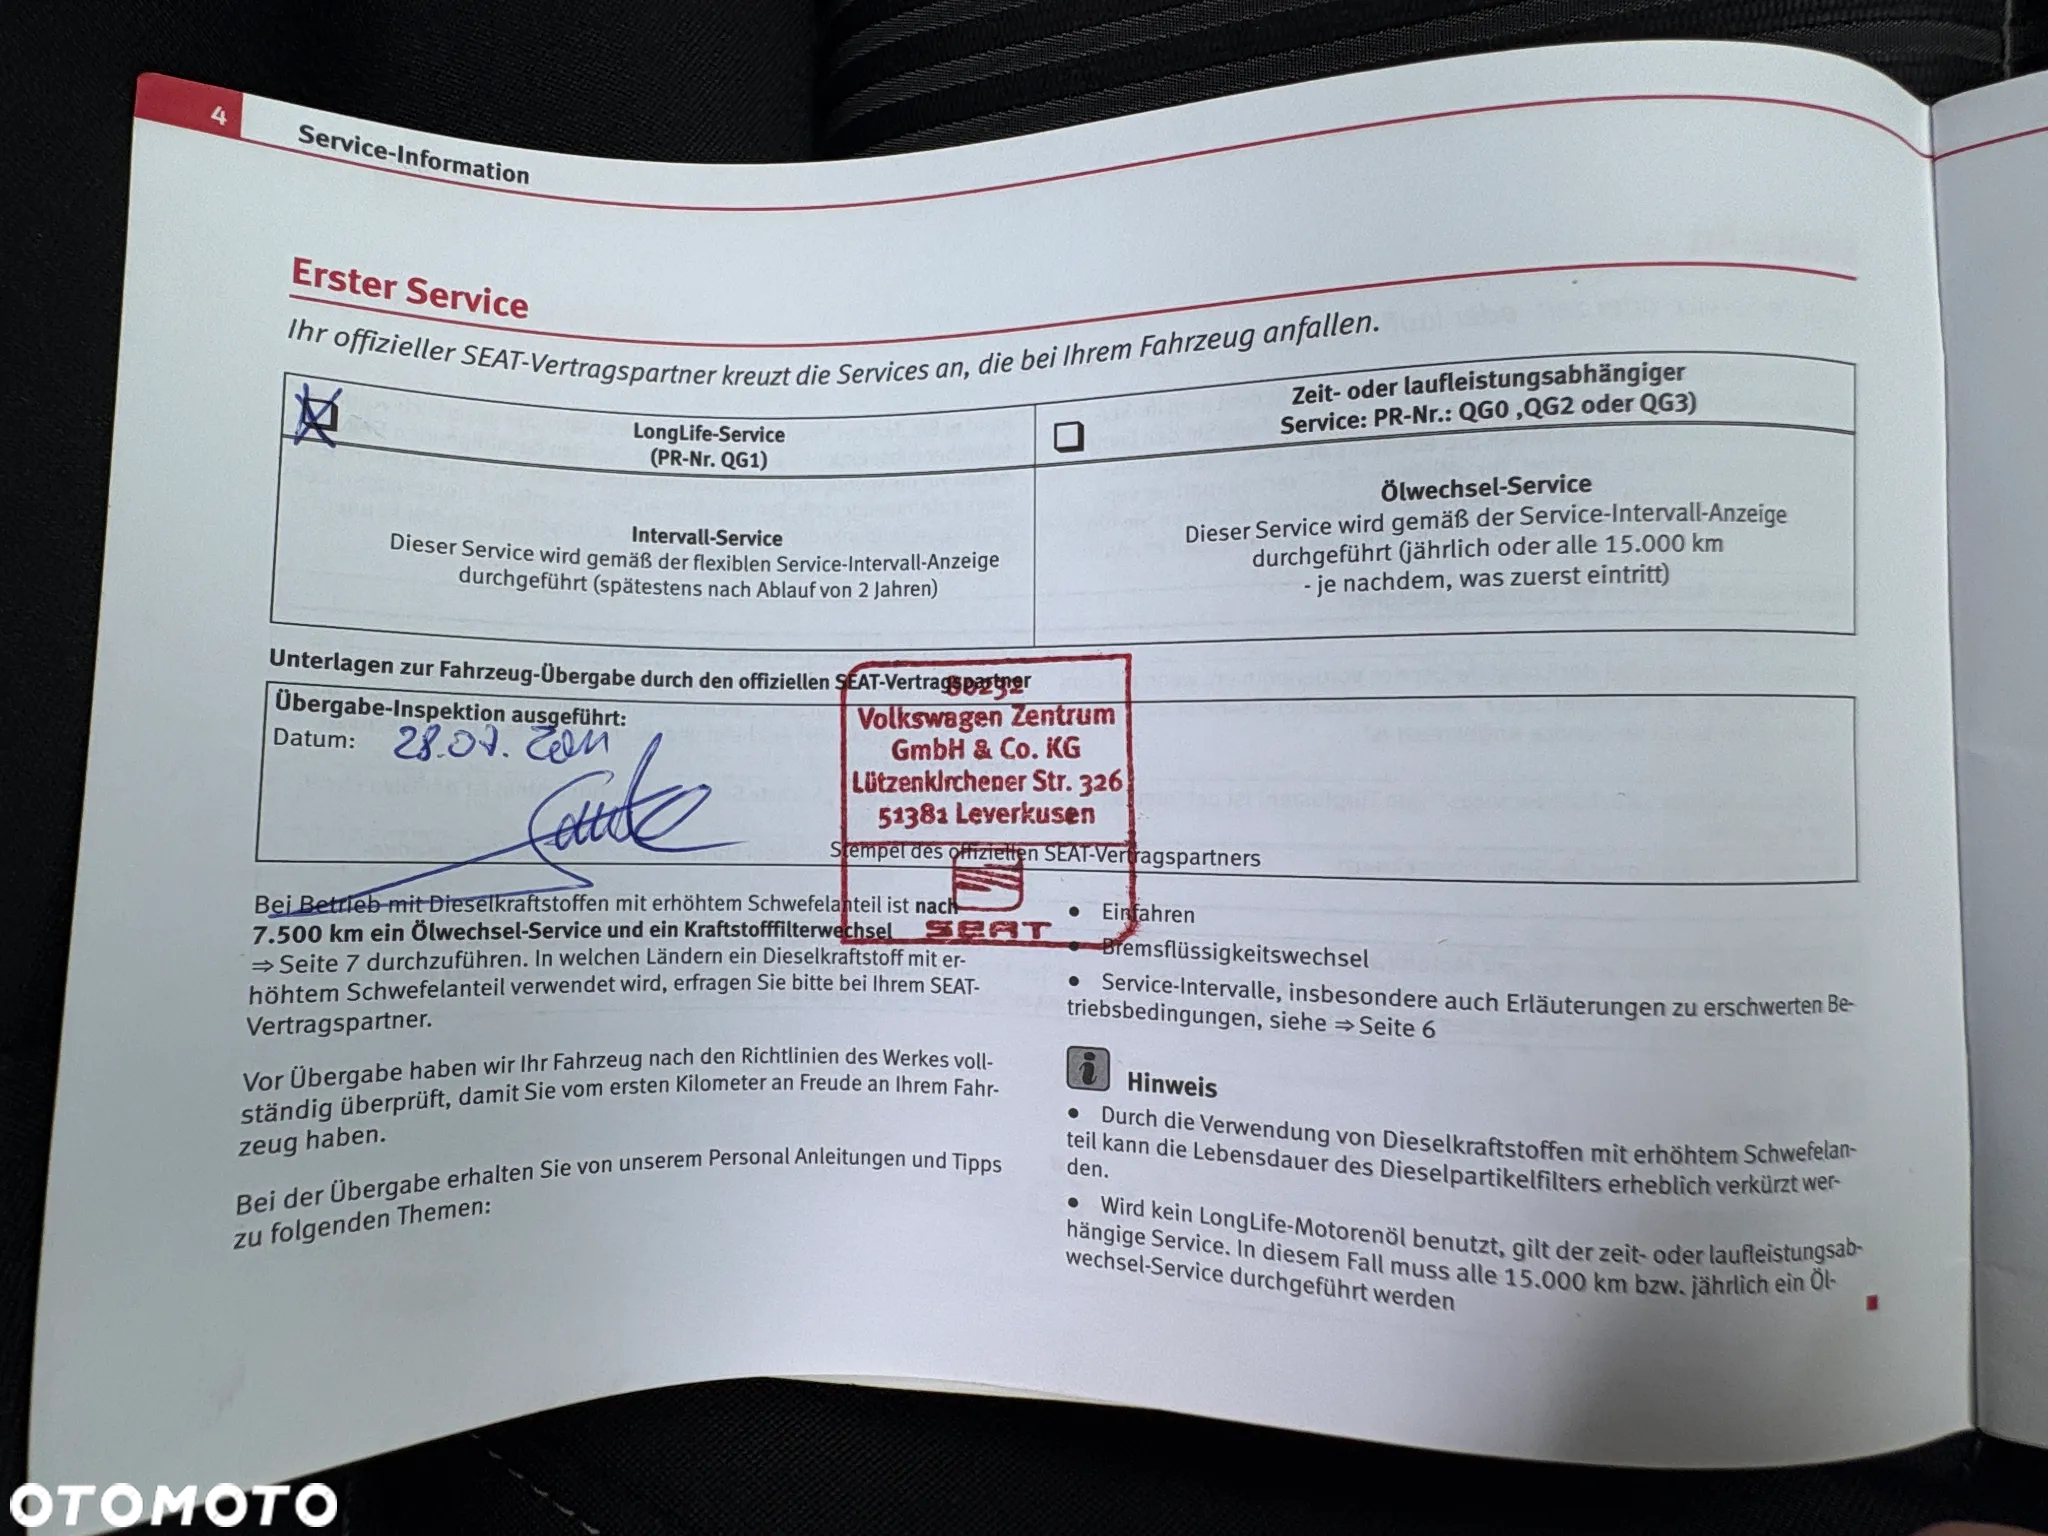 4
Service-Information
Erster Service
Ihr offizieller SEAT-Vertragspartner kreuzt die Services an, die bei Ihrem Fahrzeug anfallen.
LongLife-Service
(PR-Nr. QG1)
Zeit- oder laufleistungsabhängiger
Service: PR-Nr.: QG0 ,QG2 oder QG3)
Intervall-Service
Dieser Service wird gemäß der flexiblen Service-Intervall-Anzeige
durchgeführt (spätestens nach Ablauf von 2 Jahren)
Ölwechsel-Service
Dieser Service wird gemäß der Service-Intervall-Anzeige
durchgeführt (jährlich oder alle 15.000 km
- je nachdem, was zuerst eintritt)
Unterlagen zur Fahrzeug-Übergabe durch den offiziellen SEAT-Vertragspartner
Übergabe-Inspektion ausgeführt:
Datum: 28.07.2011
80232
Volkswagen Zentrum
GmbH & Co. KG
Lützenkirchener Str. 326
51381 Leverkusen
SEAT
Stempel des offiziellen SEAT-Vertragspartners
Bei Betrieb mit Dieselkraftstoffen mit erhöhtem Schwefelanteil ist nach
7.500 km ein Ölwechsel-Service und ein Kraftstofffilterwechsel
⇒ Seite 7 durchzuführen. In welchen Ländern ein Dieselkraftstoff mit er-
höhtem Schwefelanteil verwendet wird, erfragen Sie bitte bei Ihrem SEAT-
Vertragspartner.
Vor Übergabe haben wir Ihr Fahrzeug nach den Richtlinien des Werkes voll-
ständig überprüft, damit Sie vom ersten Kilometer an Freude an Ihrem Fahr-
zeug haben.
Bei der Übergabe erhalten Sie von unserem Personal Anleitungen und Tipps
zu folgenden Themen:
• Einfahren
• Bremsflüssigkeitswechsel
• Service-Intervalle, insbesondere auch Erläuterungen zu erschwerten Be-
triebsbedingungen, siehe ⇒ Seite 6
i Hinweis
• Durch die Verwendung von Dieselkraftstoffen mit erhöhtem Schwefelan-
teil kann die Lebensdauer des Dieselpartikelfilters erheblich verkürzt wer-
den.
• Wird kein LongLife-Motorenöl benutzt, gilt der zeit- oder laufleistungsab-
hängige Service. In diesem Fall muss alle 15.000 km bzw. jährlich ein Öl-
wechsel-Service durchgeführt werden
OTOMOTO